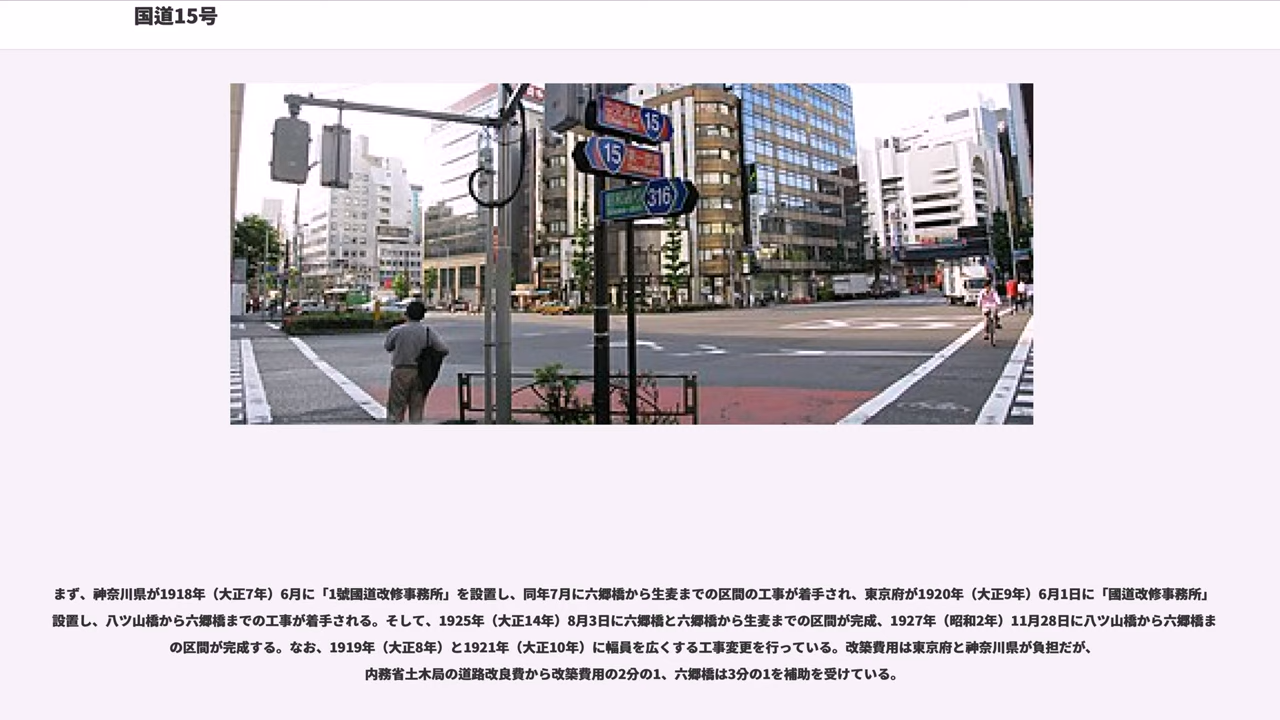 国道15号
15
15
316
まず、神奈川県が1918年（大正7年）6月に「1號國道改修事務所」を設置し、同年7月に六郷橋から生麦までの区間の工事が着手され、東京府が1920年（大正9年）6月1日に「國道改修事務所」
設置し、八ツ山橋から六郷橋までの工事が着手される。そして、1925年（大正14年）8月3日に六郷橋と六郷橋から生麦までの区間が完成、1927年（昭和2年）11月28日に八ツ山橋から六郷橋ま
の区間が完成する。なお、1919年（大正8年）と1921年（大正10年）に幅員を広くする工事変更を行っている。改築費用は東京府と神奈川県が負担だが、
内務省土木局の道路改良費から改築費用の2分の1、六郷橋は3分の1を補助を受けている。